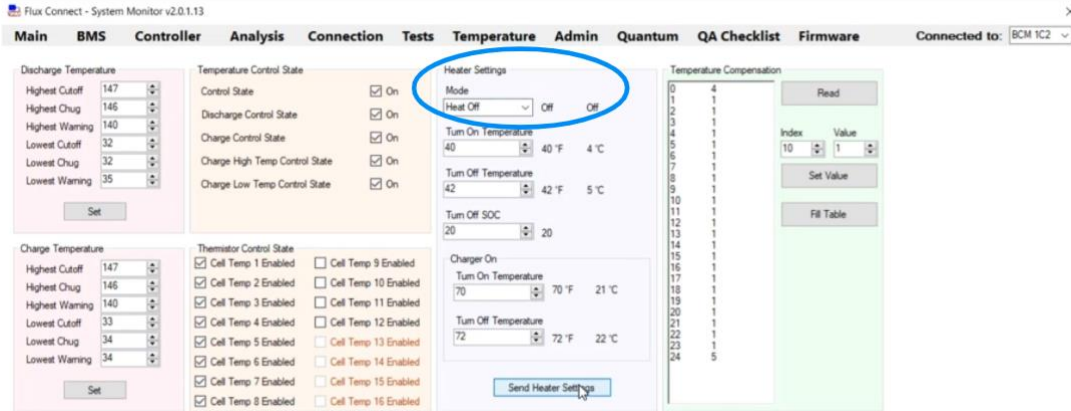 Flux Connect - System Monitor v2.0.1.13
Main BMS Controller Analysis Connection Tests Temperature Admin Quantum QA Checklist Firmware Connected to: BCM 1C2
Discharge Temperature
Highest Cutoff 147
Highest Chug 146
Highest Warning 140
Lowest Cutoff 32
Lowest Chug 32
Lowest Warning 35
Set
Charge Temperature
Highest Cutoff 147
Highest Chug 146
Highest Warning 140
Lowest Cutoff 33
Lowest Chug 34
Lowest Warning 34
Set
Temperature Control State
Control State On
Discharge Control State On
Charge Control State On
Charge High Temp Control State On
Charge Low Temp Control State On
Thermistor Control State
Cell Temp 1 Enabled Cell Temp 9 Enabled
Cell Temp 2 Enabled Cell Temp 10 Enabled
Cell Temp 3 Enabled Cell Temp 11 Enabled
Cell Temp 4 Enabled Cell Temp 12 Enabled
Cell Temp 5 Enabled Cell Temp 13 Enabled
Cell Temp 6 Enabled Cell Temp 14 Enabled
Cell Temp 7 Enabled Cell Temp 15 Enabled
Cell Temp 8 Enabled Cell Temp 16 Enabled
Heater Settings
Mode
Heat Off Off Off
Turn On Temperature
40 40 °F 4 °C
Turn Off Temperature
42 42 °F 5 °C
Turn Off SOC
20 20
Charger On
Turn On Temperature
70 70 °F 21 °C
Turn Off Temperature
72 72 °F 22 °C
Send Heater Settings
Temperature Compensation
0 4
1 1
2 1
3 1
4 1
5 1
6 1
7 1
8 1
9 1
10 1
11 1
12 1
13 1
14 1
15 1
16 1
17 1
18 1
19 1
20 1
21 1
22 1
23 1
24 5
Read
Index Value
10 1
Set Value
Fill Table